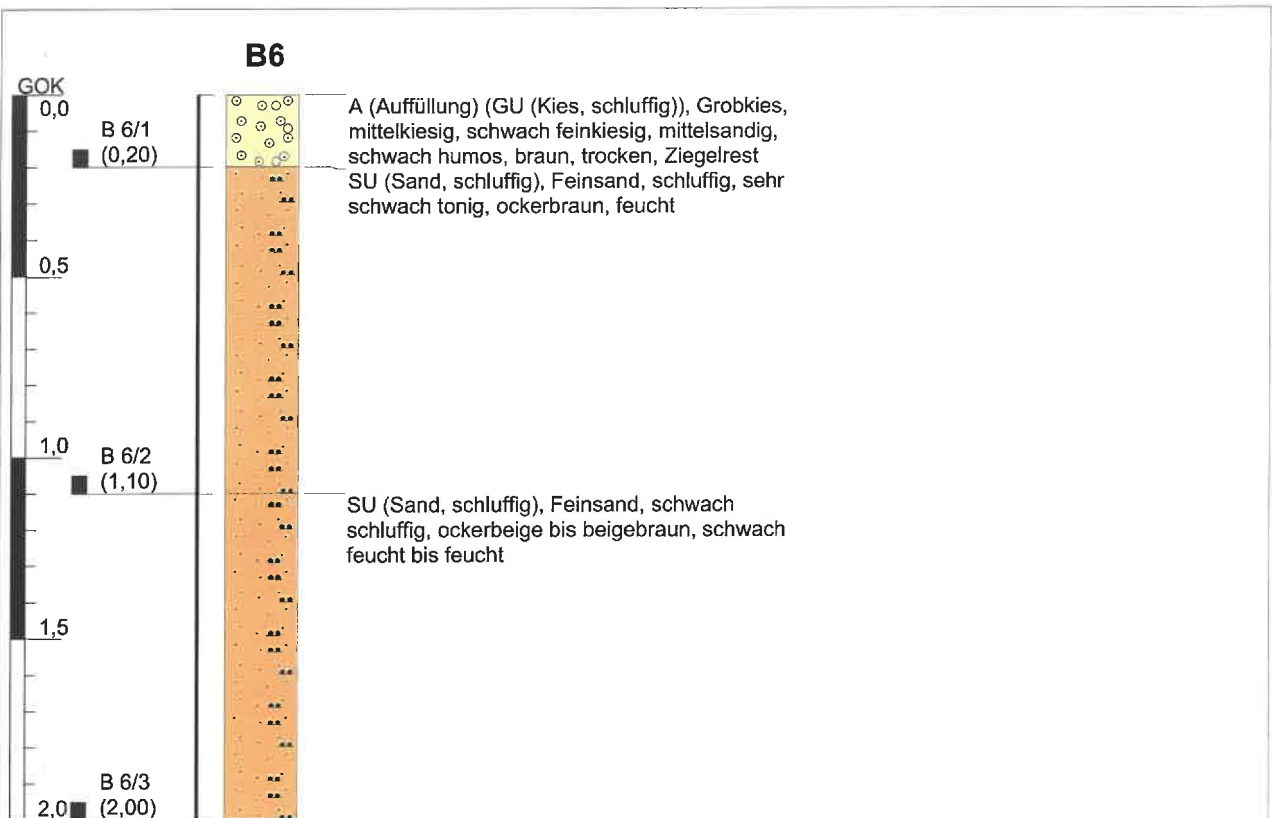 B6
GOK
0,0
B 6/1
(0,20)
A (Auffüllung) (GU (Kies, schluffig)), Grobkies,
mittelkiesig, schwach feinkiesig, mittelsandig,
schwach humos, braun, trocken, Ziegelrest
SU (Sand, schluffig), Feinsand, schluffig, sehr
schwach tonig, ockerbraun, feucht
0,5
1,0
B 6/2
(1,10)
SU (Sand, schluffig), Feinsand, schwach
schluffig, ockerbeige bis beigebraun, schwach
feucht bis feucht
1,5
B 6/3
2,0
(2,00)